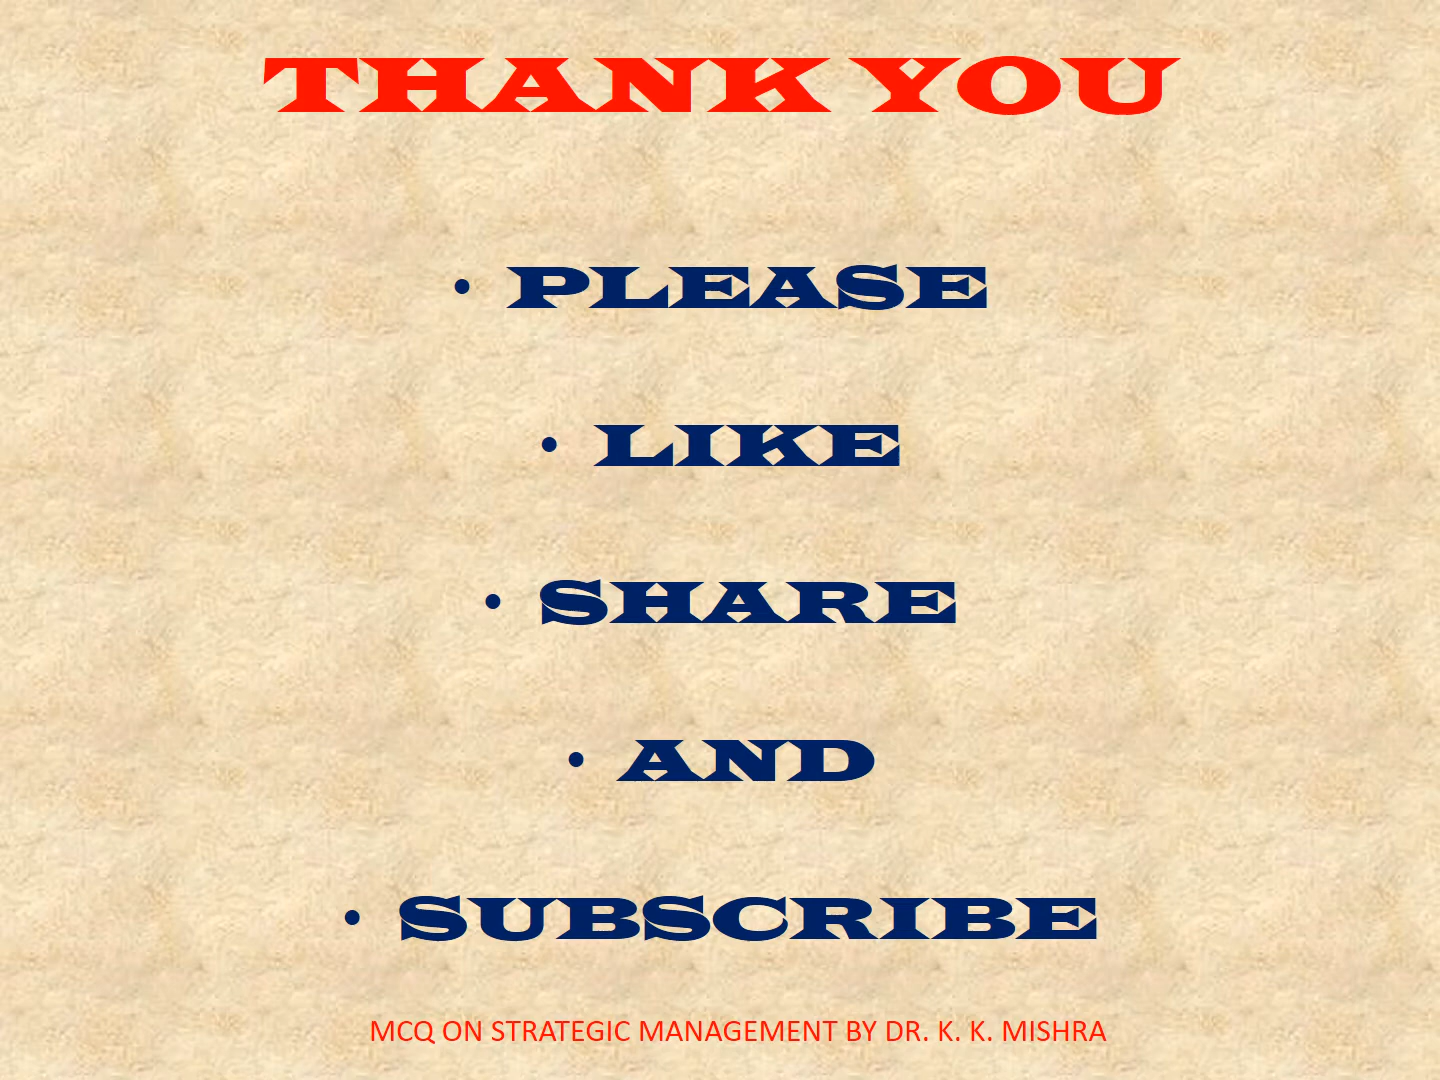 THANK YOU
• PLEASE
• LIKE
• SHARE
• AND
• SUBSCRIBE
MCQ ON STRATEGIC MANAGEMENT BY DR. K. K. MISHRA